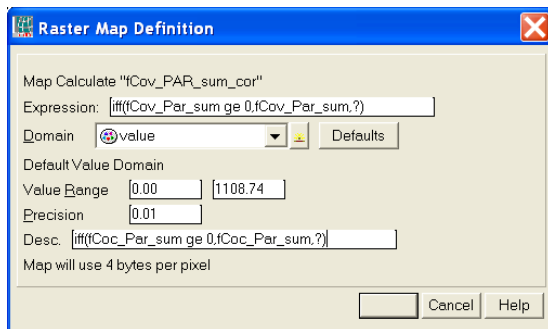 Raster Map Definition
Map Calculate "fCov_PAR_sum_cor"
Expression: iff(fCov_Par_sum ge 0,fCov_Par_sum,?)
Domain value Defaults
Default Value Domain
Value Range 0.00 1108.74
Precision 0.01
Desc. iff(fCoc_Par_sum ge 0,fCoc_Par_sum,?)
Map will use 4 bytes per pixel
Cancel Help